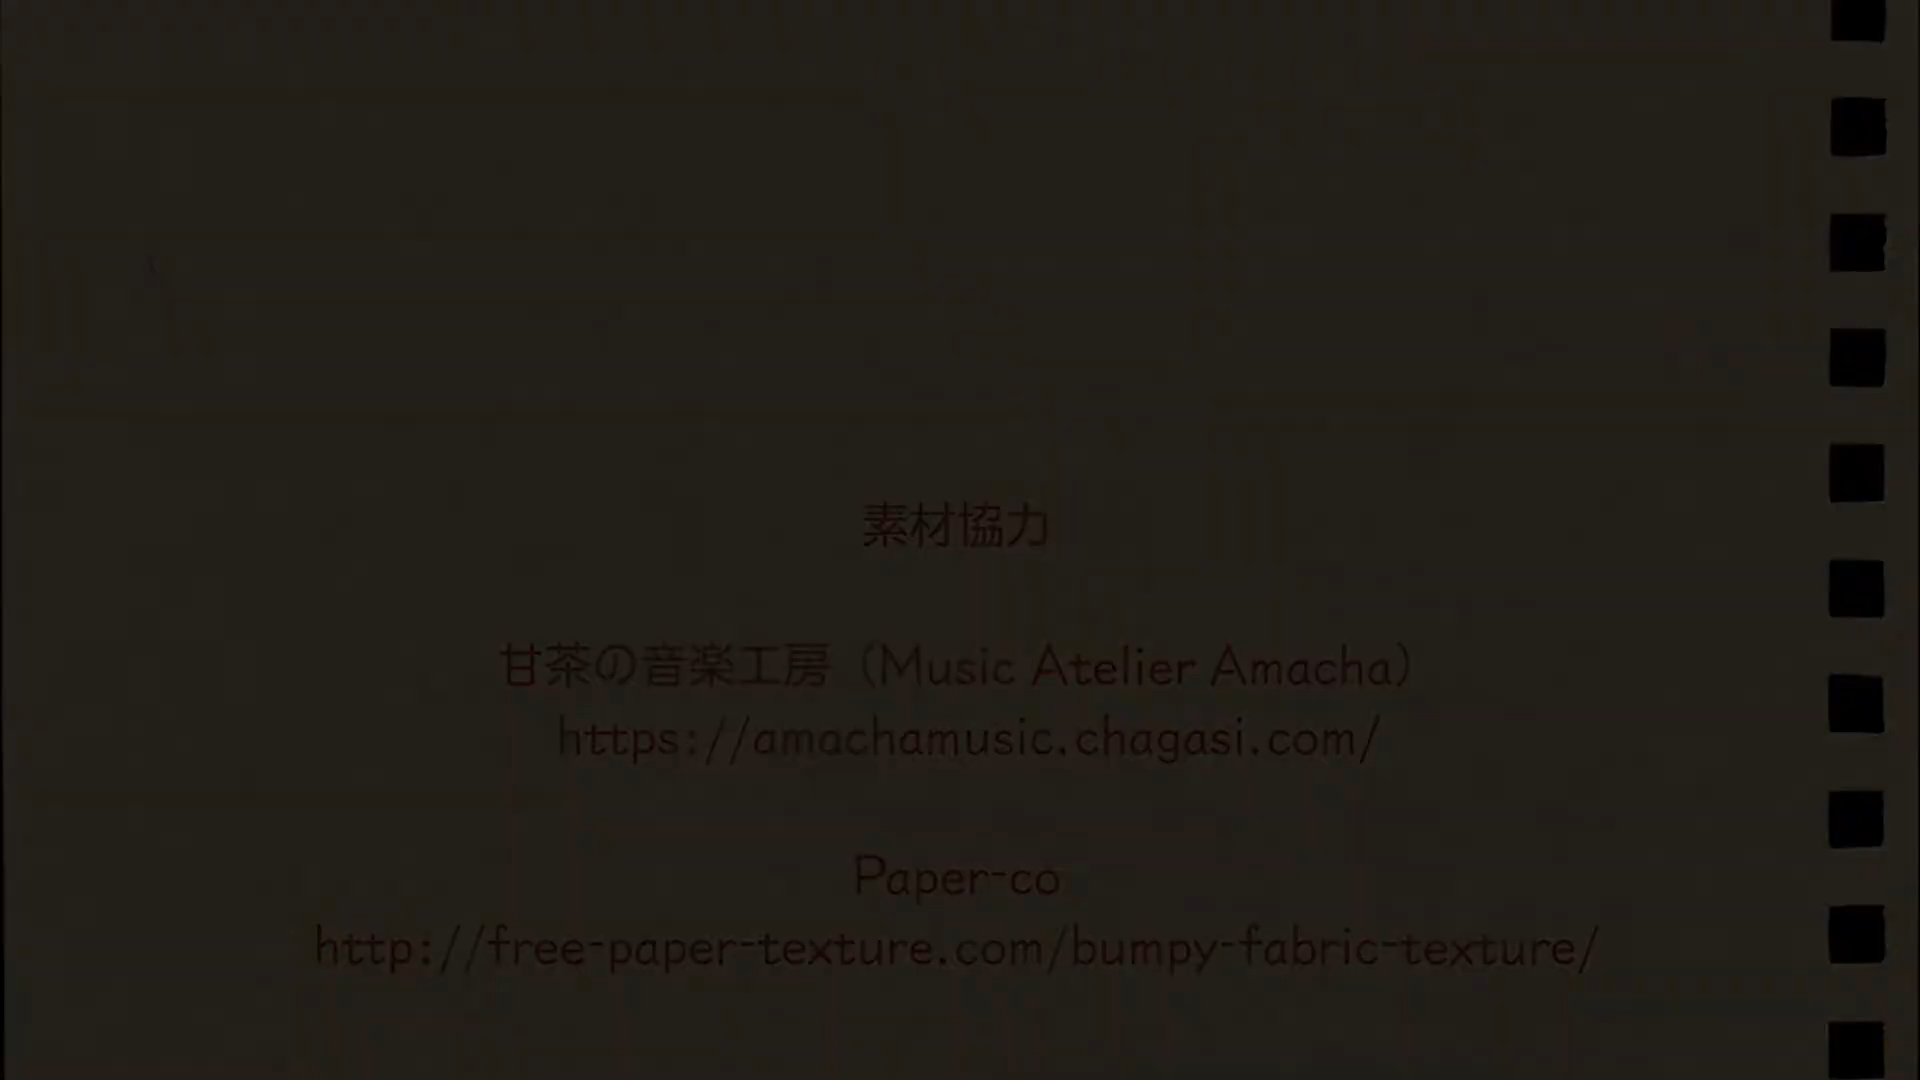 素材協力
甘茶の音楽工房（Music Atelier Amacha）
https://amachamusic.chagasi.com/
Paper-co
http://free-paper-texture.com/bumpy-fabric-texture/